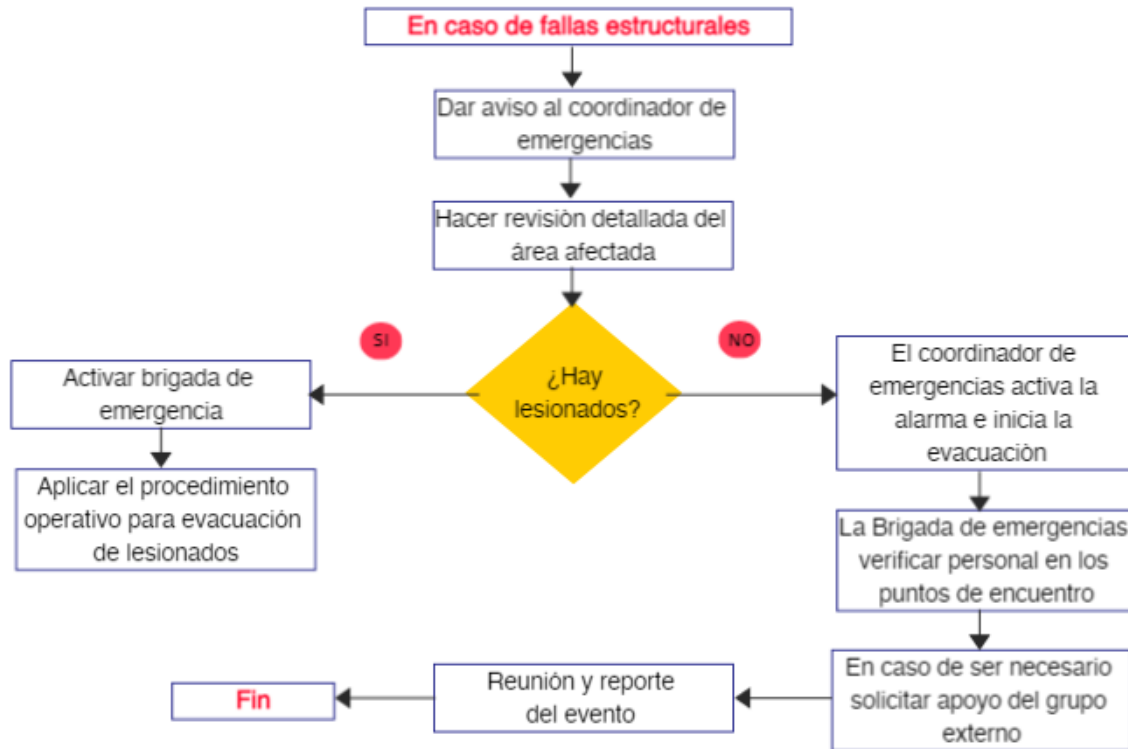 En caso de fallas estructurales
Dar aviso al coordinador de
emergencias
Hacer revisiòn detallada del
área afectada
¿Hay
lesionados?
SI
NO
Activar brigada de
emergencia
Aplicar el procedimiento
operativo para evacuación
de lesionados
El coordinador de
emergencias activa la
alarma e inicia la
evacuaciòn
La Brigada de emergencias
verificar personal en los
puntos de encuentro
En caso de ser necesario
solicitar apoyo del grupo
externo
Reunión y reporte
del evento
Fin